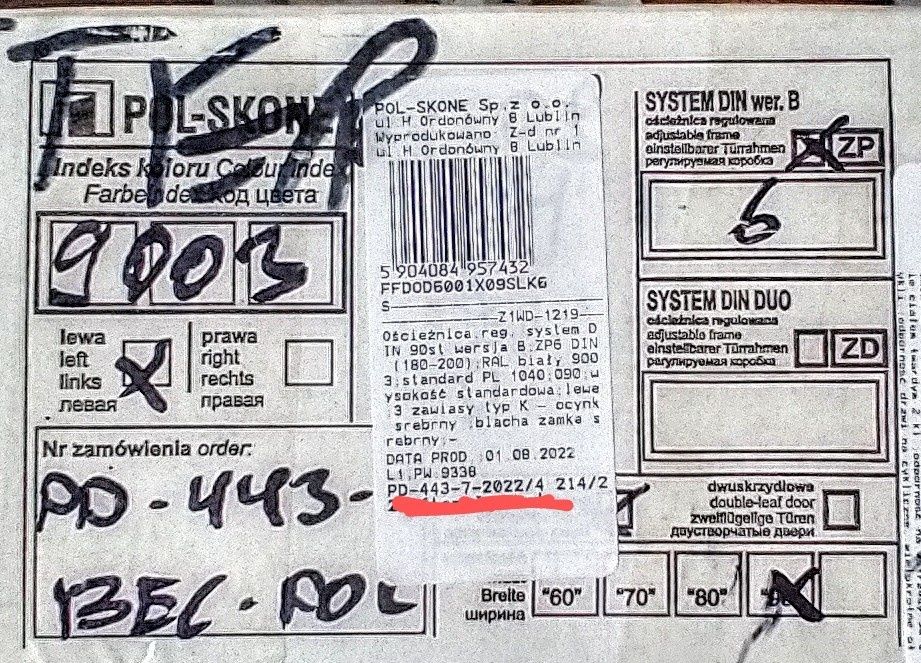 POL-SKONE
Indeks koloru Colour index
Farbeindex Код цвета
9003
lewa
left
links
левая
X
prawa
right
rechts
правая
Nr zamówienia order:
PD-443-
POL-SKONE Sp.z o.o.
ul H Ordonówny 8 Lublin
Wyprodukowano Z-d nr 1
ul H Ordonówny 8 Lublin
5 904084 957432
FFDOD6001X09SLK6
S
Z1WD-1219
Ościeżnica.reg. system D
IN 90st wersja B;ZP6 DIN
(180-200);RAL biały 900
3;standard PL 1040;090;w
ysokość standardowa;lewe
;3 zawiasy typ K - ocynk
srebrny ;blacha zamka s
rebrny;-
DATA PROD 01 08.2022
L1.PW.9338
PD-443-7-2022/4 214/2
SYSTEM DIN wer. B
ościeżnica regulowana
adjustable frame
einstellbarer Türrahmen
регулируемая коробка
X ZP
6
SYSTEM DIN DUO
ościeżnica regulowana
adjustable frame
einstellbarer Türrahmen
регулируемая коробка
ZD
dwuskrzydłowe
double-leaf door
zweiflügelige Türen
двустворчатые двери
Breite
ширина
"60" "70" "80" X